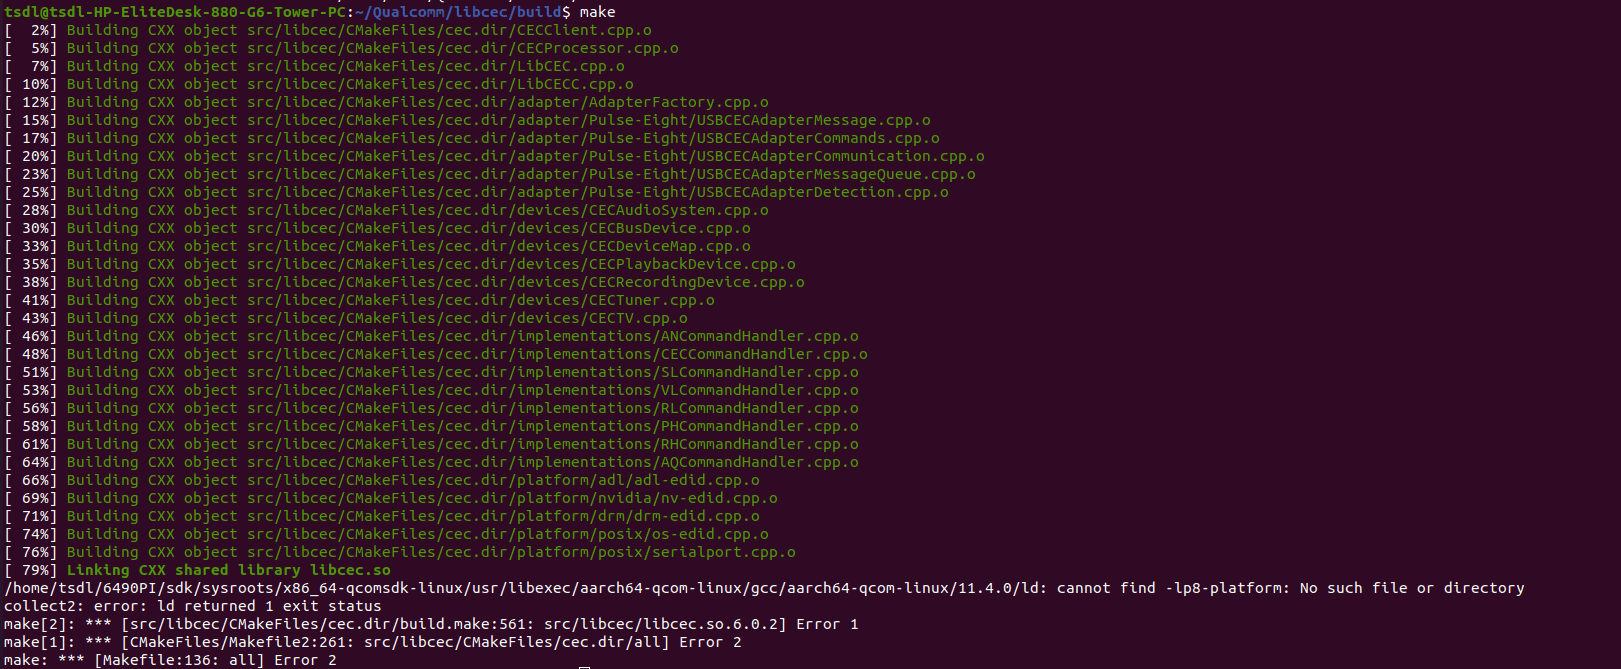 tsdl@tsdl-HP-EliteDesk-880-G6-Tower-PC:~/Qualcomm/libcec/build$ make
[  2%] Building CXX object src/libcec/CMakeFiles/cec.dir/CECClient.cpp.o
[  5%] Building CXX object src/libcec/CMakeFiles/cec.dir/CECProcessor.cpp.o
[  7%] Building CXX object src/libcec/CMakeFiles/cec.dir/LibCEC.cpp.o
[ 10%] Building CXX object src/libcec/CMakeFiles/cec.dir/LibCECC.cpp.o
[ 12%] Building CXX object src/libcec/CMakeFiles/cec.dir/adapter/AdapterFactory.cpp.o
[ 15%] Building CXX object src/libcec/CMakeFiles/cec.dir/adapter/Pulse-Eight/USBCECAdapterMessage.cpp.o
[ 17%] Building CXX object src/libcec/CMakeFiles/cec.dir/adapter/Pulse-Eight/USBCECAdapterCommands.cpp.o
[ 20%] Building CXX object src/libcec/CMakeFiles/cec.dir/adapter/Pulse-Eight/USBCECAdapterCommunication.cpp.o
[ 23%] Building CXX object src/libcec/CMakeFiles/cec.dir/adapter/Pulse-Eight/USBCECAdapterMessageQueue.cpp.o
[ 25%] Building CXX object src/libcec/CMakeFiles/cec.dir/adapter/Pulse-Eight/USBCECAdapterDetection.cpp.o
[ 28%] Building CXX object src/libcec/CMakeFiles/cec.dir/devices/CECAudioSystem.cpp.o
[ 30%] Building CXX object src/libcec/CMakeFiles/cec.dir/devices/CECBusDevice.cpp.o
[ 33%] Building CXX object src/libcec/CMakeFiles/cec.dir/devices/CECDeviceMap.cpp.o
[ 35%] Building CXX object src/libcec/CMakeFiles/cec.dir/devices/CECPlaybackDevice.cpp.o
[ 38%] Building CXX object src/libcec/CMakeFiles/cec.dir/devices/CECRecordingDevice.cpp.o
[ 41%] Building CXX object src/libcec/CMakeFiles/cec.dir/devices/CECTuner.cpp.o
[ 43%] Building CXX object src/libcec/CMakeFiles/cec.dir/devices/CECTV.cpp.o
[ 46%] Building CXX object src/libcec/CMakeFiles/cec.dir/implementations/ANCommandHandler.cpp.o
[ 48%] Building CXX object src/libcec/CMakeFiles/cec.dir/implementations/CECCommandHandler.cpp.o
[ 51%] Building CXX object src/libcec/CMakeFiles/cec.dir/implementations/SLCommandHandler.cpp.o
[ 53%] Building CXX object src/libcec/CMakeFiles/cec.dir/implementations/VLCommandHandler.cpp.o
[ 56%] Building CXX object src/libcec/CMakeFiles/cec.dir/implementations/RLCommandHandler.cpp.o
[ 58%] Building CXX object src/libcec/CMakeFiles/cec.dir/implementations/PHCommandHandler.cpp.o
[ 61%] Building CXX object src/libcec/CMakeFiles/cec.dir/implementations/RHCommandHandler.cpp.o
[ 64%] Building CXX object src/libcec/CMakeFiles/cec.dir/implementations/AQCommandHandler.cpp.o
[ 66%] Building CXX object src/libcec/CMakeFiles/cec.dir/platform/adl/adl-edid.cpp.o
[ 69%] Building CXX object src/libcec/CMakeFiles/cec.dir/platform/nvidia/nv-edid.cpp.o
[ 71%] Building CXX object src/libcec/CMakeFiles/cec.dir/platform/drm/drm-edid.cpp.o
[ 74%] Building CXX object src/libcec/CMakeFiles/cec.dir/platform/posix/os-edid.cpp.o
[ 76%] Building CXX object src/libcec/CMakeFiles/cec.dir/platform/posix/serialport.cpp.o
[ 79%] Linking CXX shared library libcec.so
/home/tsdl/6490PI/sdk/sysroots/x86_64-qcomsdk-linux/usr/libexec/aarch64-qcom-linux/gcc/aarch64-qcom-linux/11.4.0/ld: cannot find -lp8-platform: No such file or directory
collect2: error: ld returned 1 exit status
make[2]: *** [src/libcec/CMakeFiles/cec.dir/build.make:561: src/libcec/libcec.so.6.0.2] Error 1
make[1]: *** [CMakeFiles/Makefile2:261: src/libcec/CMakeFiles/cec.dir/all] Error 2
make: *** [Makefile:136: all] Error 2